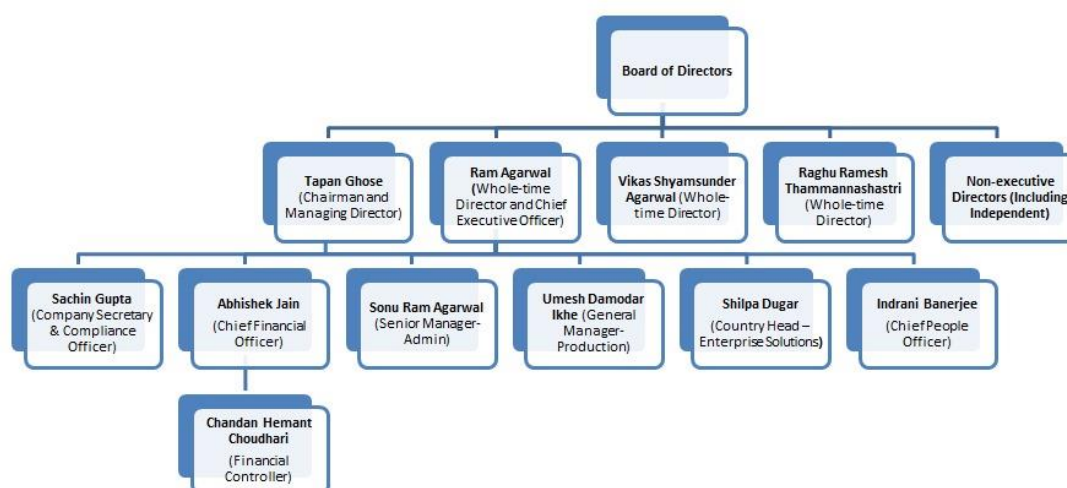 Board of Directors
Tapan Ghose
(Chairman and
Managing Director)
Ram Agarwal
(Whole-time
Director and Chief
Executive Officer)
Vikas Shyamsunder
Agarwal (Whole-
time Director)
Raghu Ramesh
Thammannashastri
(Whole-time
Director)
Non-executive
Directors (Including
Independent)
Sachin Gupta
(Company Secretary
& Compliance
Officer)
Abhishek Jain
(Chief Financial
Officer)
Sonu Ram Agarwal
(Senior Manager-
Admin)
Umesh Damodar
Ikhe (General
Manager-
Production)
Shilpa Dugar
(Country Head –
Enterprise Solutions)
Indrani Banerjee
(Chief People
Officer)
Chandan Hemant
Choudhari
(Financial
Controller)